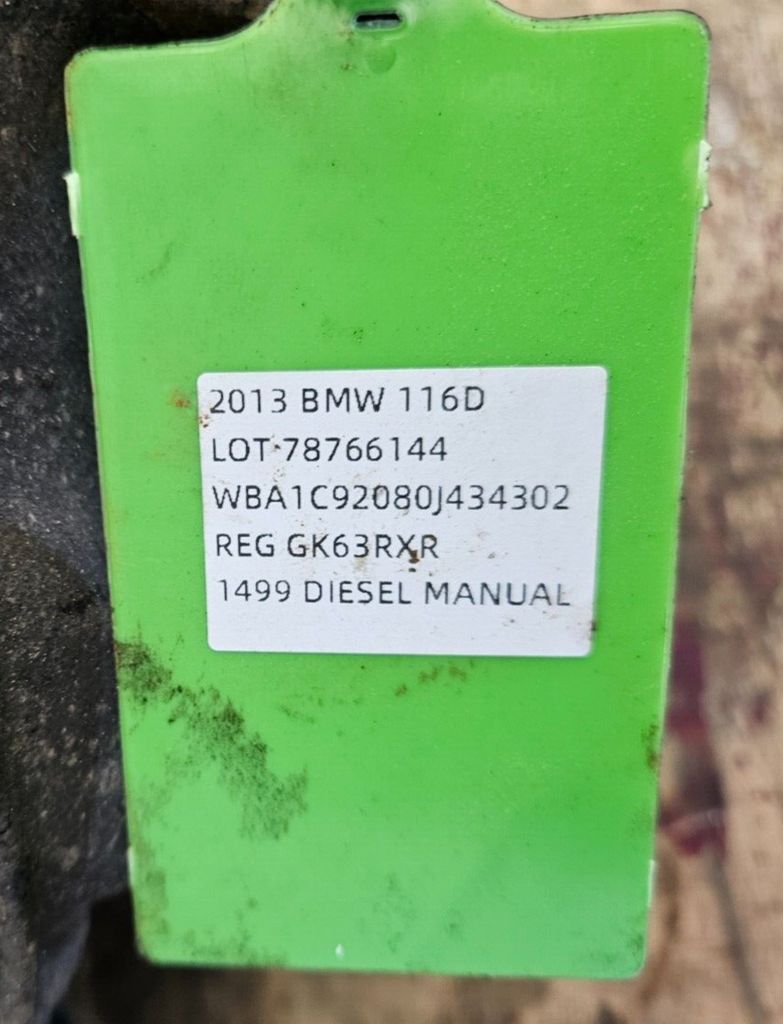 2013 BMW 116D
LOT 78766144
WBA1C92080J434302
REG GK63RXR
1499 DIESEL MANUAL